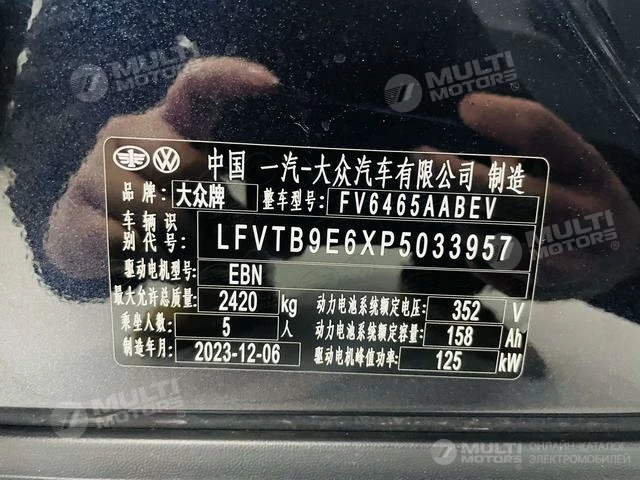 中国 一汽-大众汽车有限公司 制造
品牌: 大众牌 整车型号: FV6465AABEV
车辆识别代号: LFVTB9E6XP5033957
驱动电机型号: EBN
最大允许总质量: 2420 kg 动力电池系统额定电压: 352 V
乘坐人数: 5 人 动力电池系统额定容量: 158 Ah
制造年月: 2023-12-06 驱动电机峰值功率: 125 kW
MULTI MOTORS
MULTI MOTORS
MULTI MOTORS
MULTI MOTORS
MULTI MOTORS
MULTI MOTORS ОНЛАЙН-КАТАЛОГ ЭЛЕКТРОМОБИЛЕЙ